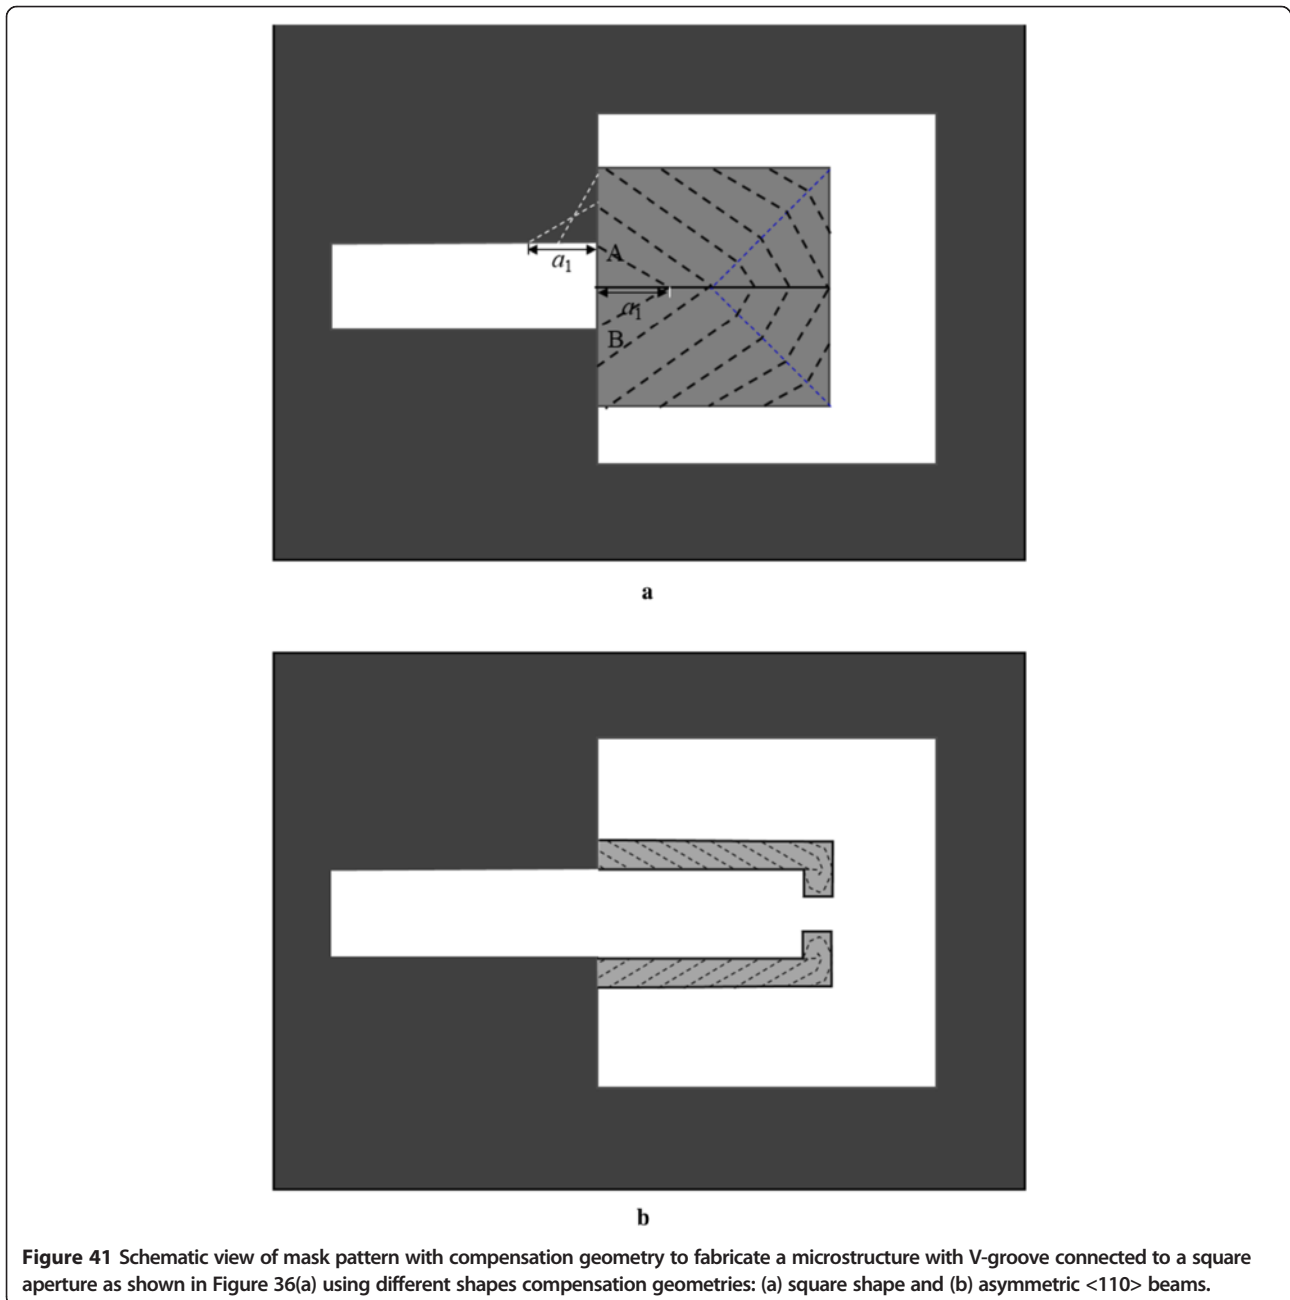 A
a1
a1
B
a
b
Figure 41 Schematic view of mask pattern with compensation geometry to fabricate a microstructure with V-groove connected to a square
aperture as shown in Figure 36(a) using different shapes compensation geometries: (a) square shape and (b) asymmetric <110> beams.